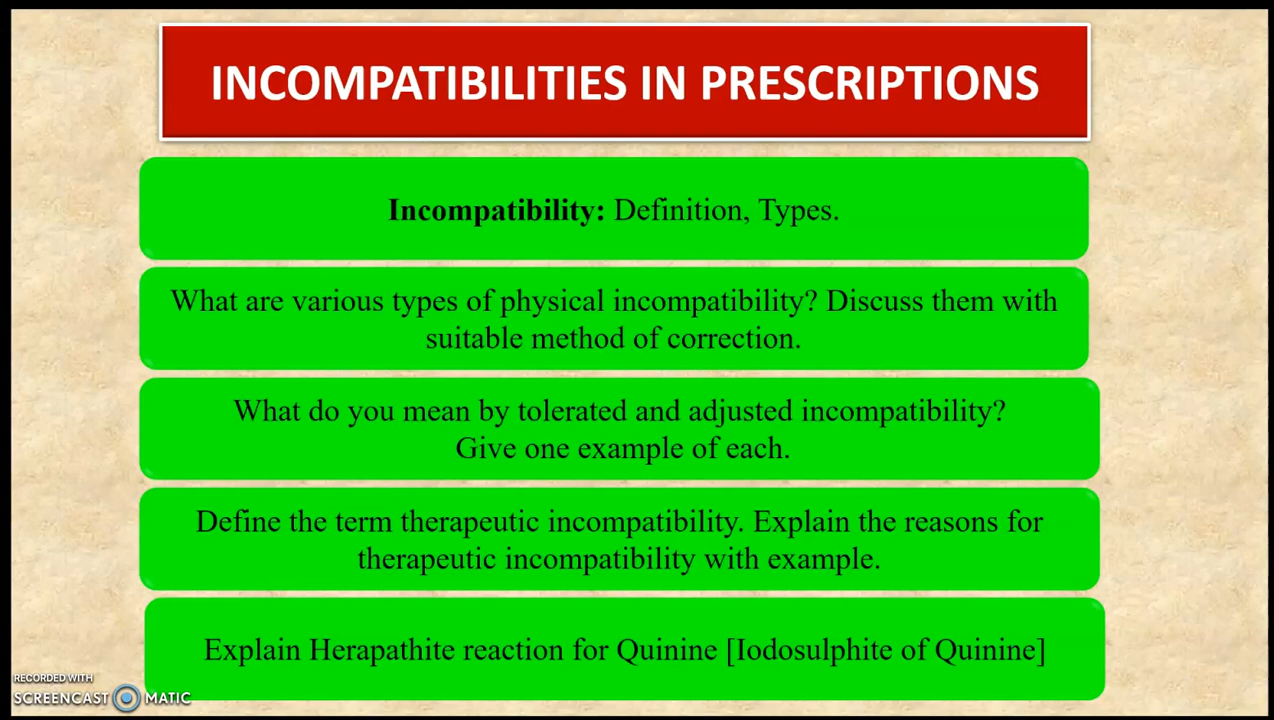 INCOMPATIBILITIES IN PRESCRIPTIONS
Incompatibility: Definition, Types.
What are various types of physical incompatibility? Discuss them with
suitable method of correction.
What do you mean by tolerated and adjusted incompatibility?
Give one example of each.
Define the term therapeutic incompatibility. Explain the reasons for
therapeutic incompatibility with example.
Explain Herapathite reaction for Quinine [Iodosulphite of Quinine]
RECORDED WITH
SCREENCAST MATIC